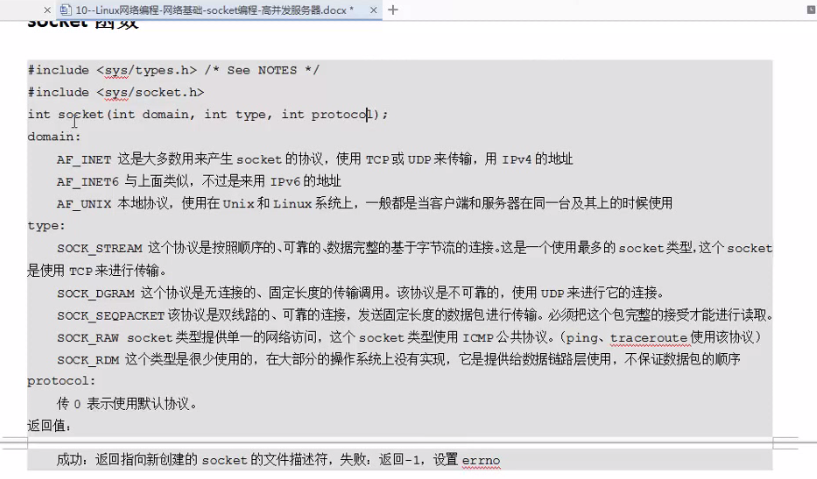 10--Linux网络编程-网络基础-socket编程-高并发服务器.docx *
socket 函数
#include <sys/types.h> /* See NOTES */
#include <sys/socket.h>
int socket(int domain, int type, int protocol);
domain:
AF_INET 这是大多数用来产生 socket 的协议，使用 TCP 或 UDP 来传输，用 IPv4 的地址
AF_INET6 与上面类似，不过是来用 IPv6 的地址
AF_UNIX 本地协议，使用在 Unix 和 Linux 系统上，一般都是当客户端和服务器在同一台及其上的时候使用
type:
SOCK_STREAM 这个协议是按照顺序的、可靠的、数据完整的基于字节流的连接。这是一个使用最多的 socket 类型，这个 socket
是使用 TCP 来进行传输。
SOCK_DGRAM 这个协议是无连接的、固定长度的传输调用。该协议是不可靠的，使用 UDP 来进行它的连接。
SOCK_SEQPACKET 该协议是双线路的、可靠的连接，发送固定长度的数据包进行传输。必须把这个包完整的接受才能进行读取。
SOCK_RAW socket 类型提供单一的网络访问，这个 socket 类型使用 ICMP 公共协议。（ping、traceroute 使用该协议）
SOCK_RDM 这个类型是很少使用的，在大部分的操作系统上没有实现，它是提供给数据链路层使用，不保证数据包的顺序
protocol:
传 0 表示使用默认协议。
返回值：
成功：返回指向新创建的 socket 的文件描述符，失败：返回-1，设置 errno